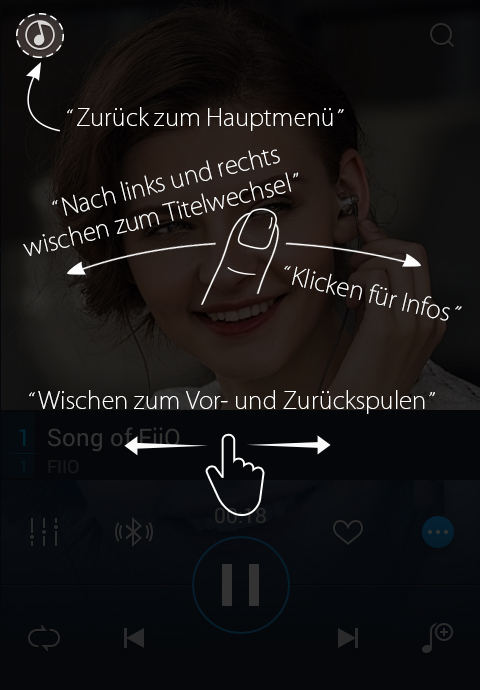 “Zurück zum Hauptmenü”
“Nach links und rechts
wischen zum Titelwechsel”
“Klicken für Infos”
“Wischen zum Vor- und Zurückspulen”
1 Song of FiiO
1 FIIO
00:18